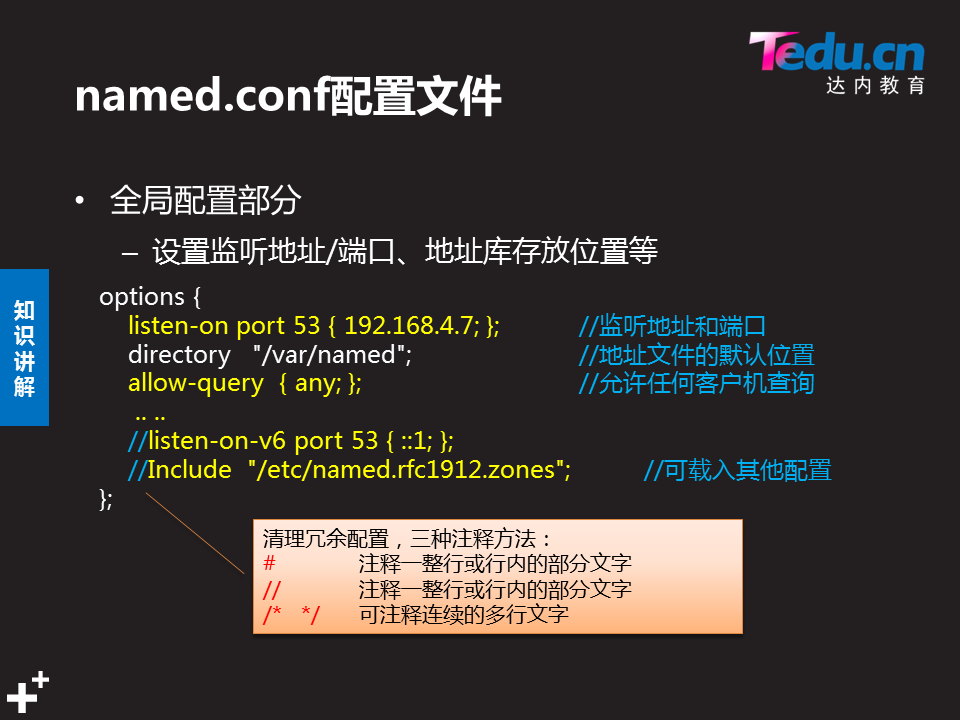 Tedu.cn
达内教育
named.conf配置文件
• 全局配置部分
– 设置监听地址/端口、地址库存放位置等
知识讲解
options {
listen-on port 53 { 192.168.4.7; }; //监听地址和端口
directory "/var/named"; //地址文件的默认位置
allow-query { any; }; //允许任何客户机查询
.. ..
//listen-on-v6 port 53 { ::1; };
//Include "/etc/named.rfc1912.zones"; //可载入其他配置
};
清理冗余配置，三种注释方法：
# 注释一整行或行内的部分文字
// 注释一整行或行内的部分文字
/* */ 可注释连续的多行文字